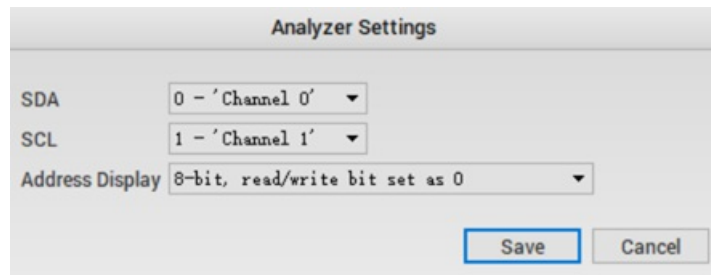 Analyzer Settings
SDA 0 - 'Channel 0'
SCL 1 - 'Channel 1'
Address Display 8-bit, read/write bit set as 0
Save Cancel